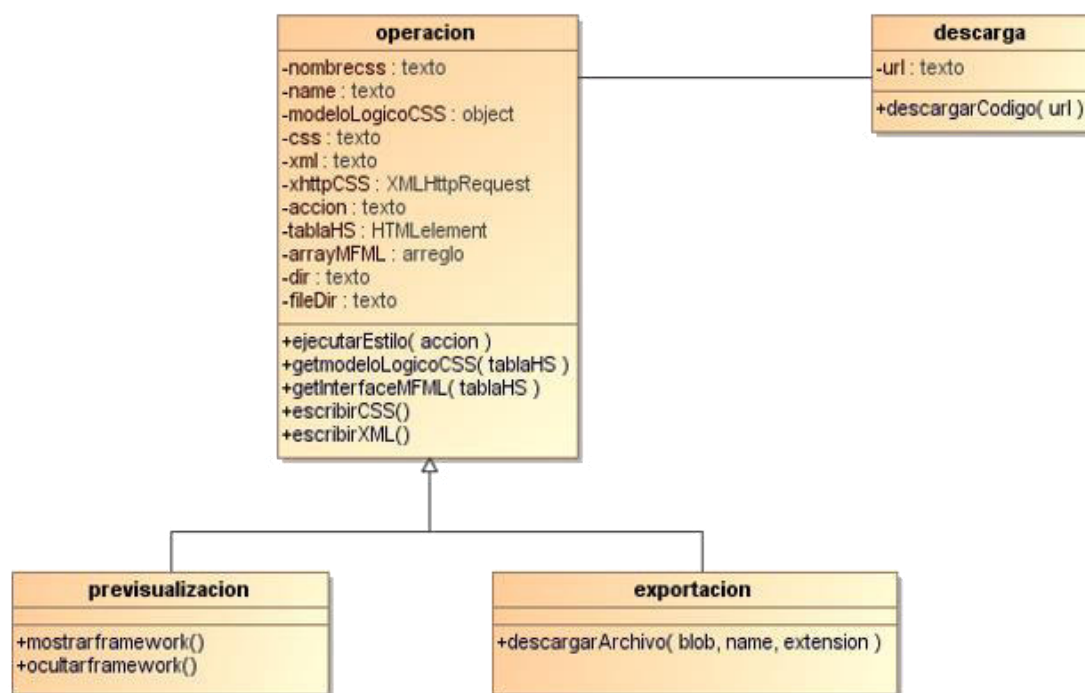 operacion
-nombrecss : texto
-name : texto
-modeloLogicoCSS : object
-css : texto
-xml : texto
-xhttpCSS : XMLHttpRequest
-accion : texto
-tablaHS : HTMLelement
-arrayMFML : arreglo
-dir : texto
-fileDir : texto
+ejecutarEstilo( accion )
+getmodeloLogicoCSS( tablaHS )
+getInterfaceMFML( tablaHS )
+escribirCSS()
+escribirXML()
descarga
-url : texto
+descargarCodigo( url )
previsualizacion
+mostrarframework()
+ocultarframework()
exportacion
+descargarArchivo( blob, name, extension )